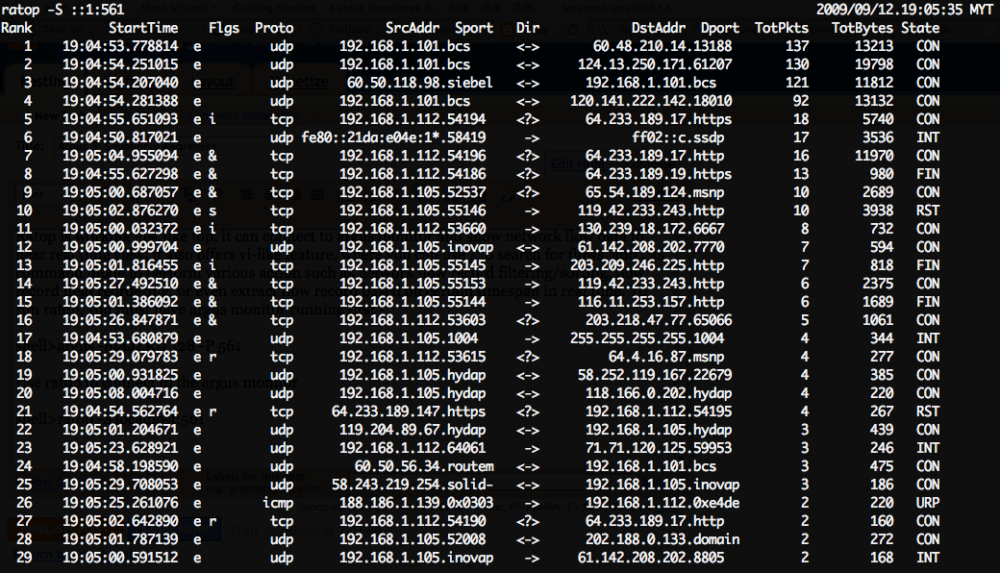 ratop -S ::1:561 2009/09/12.19:05:35 MYT
Rank StartTime Flgs Proto SrcAddr Sport Dir DstAddr Dport TotPkts TotBytes State
1 19:04:53.778814 e udp 192.168.1.101.bcs <-> 60.48.210.14.13188 137 13213 CON
2 19:04:54.251015 e udp 192.168.1.101.bcs <-> 124.13.250.171.61207 130 19798 CON
3 19:04:54.207040 e udp 60.50.118.98.siebel <-> 192.168.1.101.bcs 121 11812 CON
4 19:04:54.281388 e udp 192.168.1.101.bcs <-> 120.141.222.142.18010 92 13132 CON
5 19:04:55.651093 e i tcp 192.168.1.112.54194 <?> 64.233.189.17.https 18 5740 CON
6 19:04:50.817021 e udp fe80::21da:e04e:1*.58419 -> ff02::c.ssdp 17 3536 INT
7 19:05:04.955094 e & tcp 192.168.1.112.54196 <?> 64.233.189.17.http 16 11970 CON
8 19:04:55.627298 e & tcp 192.168.1.112.54186 <?> 64.233.189.19.https 13 980 FIN
9 19:05:00.687057 e & tcp 192.168.1.105.52537 <?> 65.54.189.124.msnp 10 2689 CON
10 19:05:02.876270 e s tcp 192.168.1.105.55146 -> 119.42.233.243.http 10 3938 RST
11 19:05:00.032372 e i tcp 192.168.1.112.53660 -> 130.239.18.172.6667 8 732 CON
12 19:05:00.999704 e udp 192.168.1.105.inovap <-> 61.142.208.202.7770 7 594 CON
13 19:05:01.816455 e i tcp 192.168.1.105.55145 -> 203.209.246.225.http 7 818 FIN
14 19:05:27.492510 e & tcp 192.168.1.105.55153 <?> 119.42.233.243.http 6 2375 CON
15 19:05:01.386092 e & tcp 192.168.1.105.55144 -> 116.11.253.157.http 6 1689 FIN
16 19:05:26.847871 e & tcp 192.168.1.112.53603 <?> 203.218.47.77.65066 5 1061 CON
17 19:04:53.680879 e udp 192.168.1.105.1004 -> 255.255.255.255.1004 4 344 INT
18 19:05:29.079783 e r tcp 192.168.1.112.53615 <?> 64.4.16.87.msnp 4 277 CON
19 19:05:00.931825 e udp 192.168.1.105.hydap <-> 58.252.119.167.22679 4 385 CON
20 19:05:08.004716 e udp 192.168.1.105.hydap <-> 118.166.0.202.hydap 4 220 CON
21 19:04:54.562764 e r tcp 64.233.189.147.https <?> 192.168.1.112.54195 4 267 RST
22 19:05:01.204671 e udp 119.204.89.67.hydap <-> 192.168.1.105.hydap 3 439 CON
23 19:05:23.628921 e udp 192.168.1.112.64061 -> 71.71.120.125.59953 3 246 INT
24 19:04:58.198590 e udp 60.50.56.34.routem <-> 192.168.1.101.bcs 3 475 CON
25 19:05:29.708053 e udp 58.243.219.254.solid- <-> 192.168.1.105.inovap 3 186 CON
26 19:05:25.261076 e icmp 188.186.1.139.0x0303 -> 192.168.1.112.0xe4de 2 220 URP
27 19:05:02.642890 e r tcp 192.168.1.112.54190 <?> 64.233.189.17.http 2 160 CON
28 19:05:01.787139 e udp 192.168.1.105.52008 <-> 202.188.0.133.domain 2 272 CON
29 19:05:00.591512 e udp 192.168.1.105.inovap -> 61.142.208.202.8805 2 168 INT